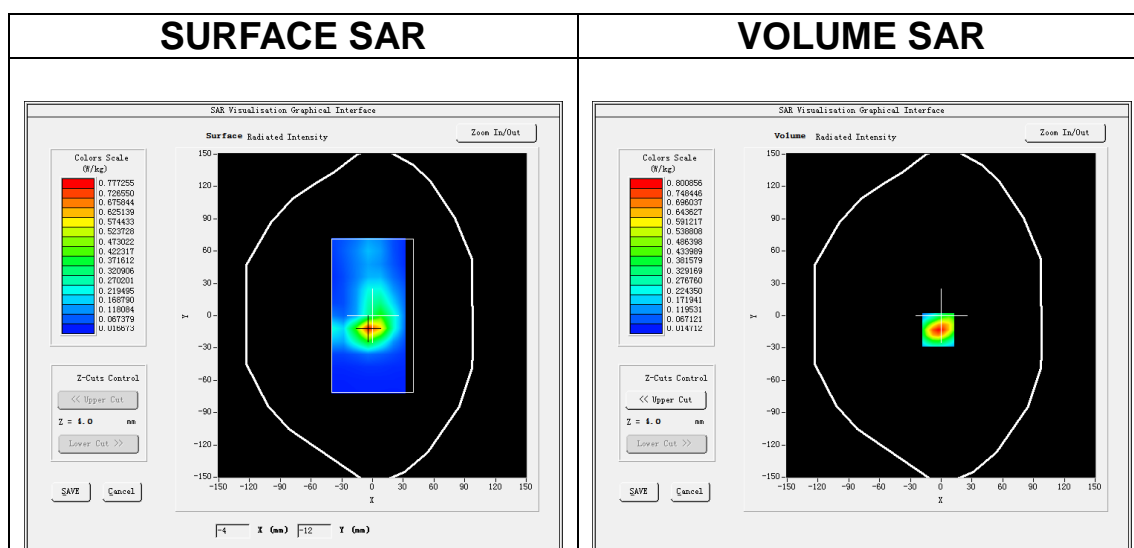 SURFACE SAR
VOLUME SAR
SAR Visualisation Graphical Interface
Surface Radiated Intensity
Zoom In/Out
Colors Scale
(W/kg)
0.777255
0.726550
0.675844
0.625139
0.574433
0.523728
0.473022
0.422317
0.371612
0.320906
0.270201
0.219495
0.168790
0.118084
0.067379
0.016673
150
120
90
60
30
0
-30
-60
-90
-120
-150
Y
-150 -120 -90 -60 -30 0 30 60 90 120 150
X
Z-Cuts Control
<< Upper Cut
Z = 4.0 mm
Lower Cut >>
SAVE Cancel
-4 X (mm) -12 Y (mm)
SAR Visualisation Graphical Interface
Volume Radiated Intensity
Zoom In/Out
Colors Scale
(W/kg)
0.800856
0.748446
0.696037
0.643627
0.591217
0.538808
0.486398
0.433989
0.381579
0.329169
0.276760
0.224350
0.171941
0.119531
0.067121
0.014712
150
120
90
60
30
0
-30
-60
-90
-120
-150
Y
-150 -120 -90 -60 -30 0 30 60 90 120 150
X
Z-Cuts Control
<< Upper Cut
Z = 4.0 mm
Lower Cut >>
SAVE Cancel